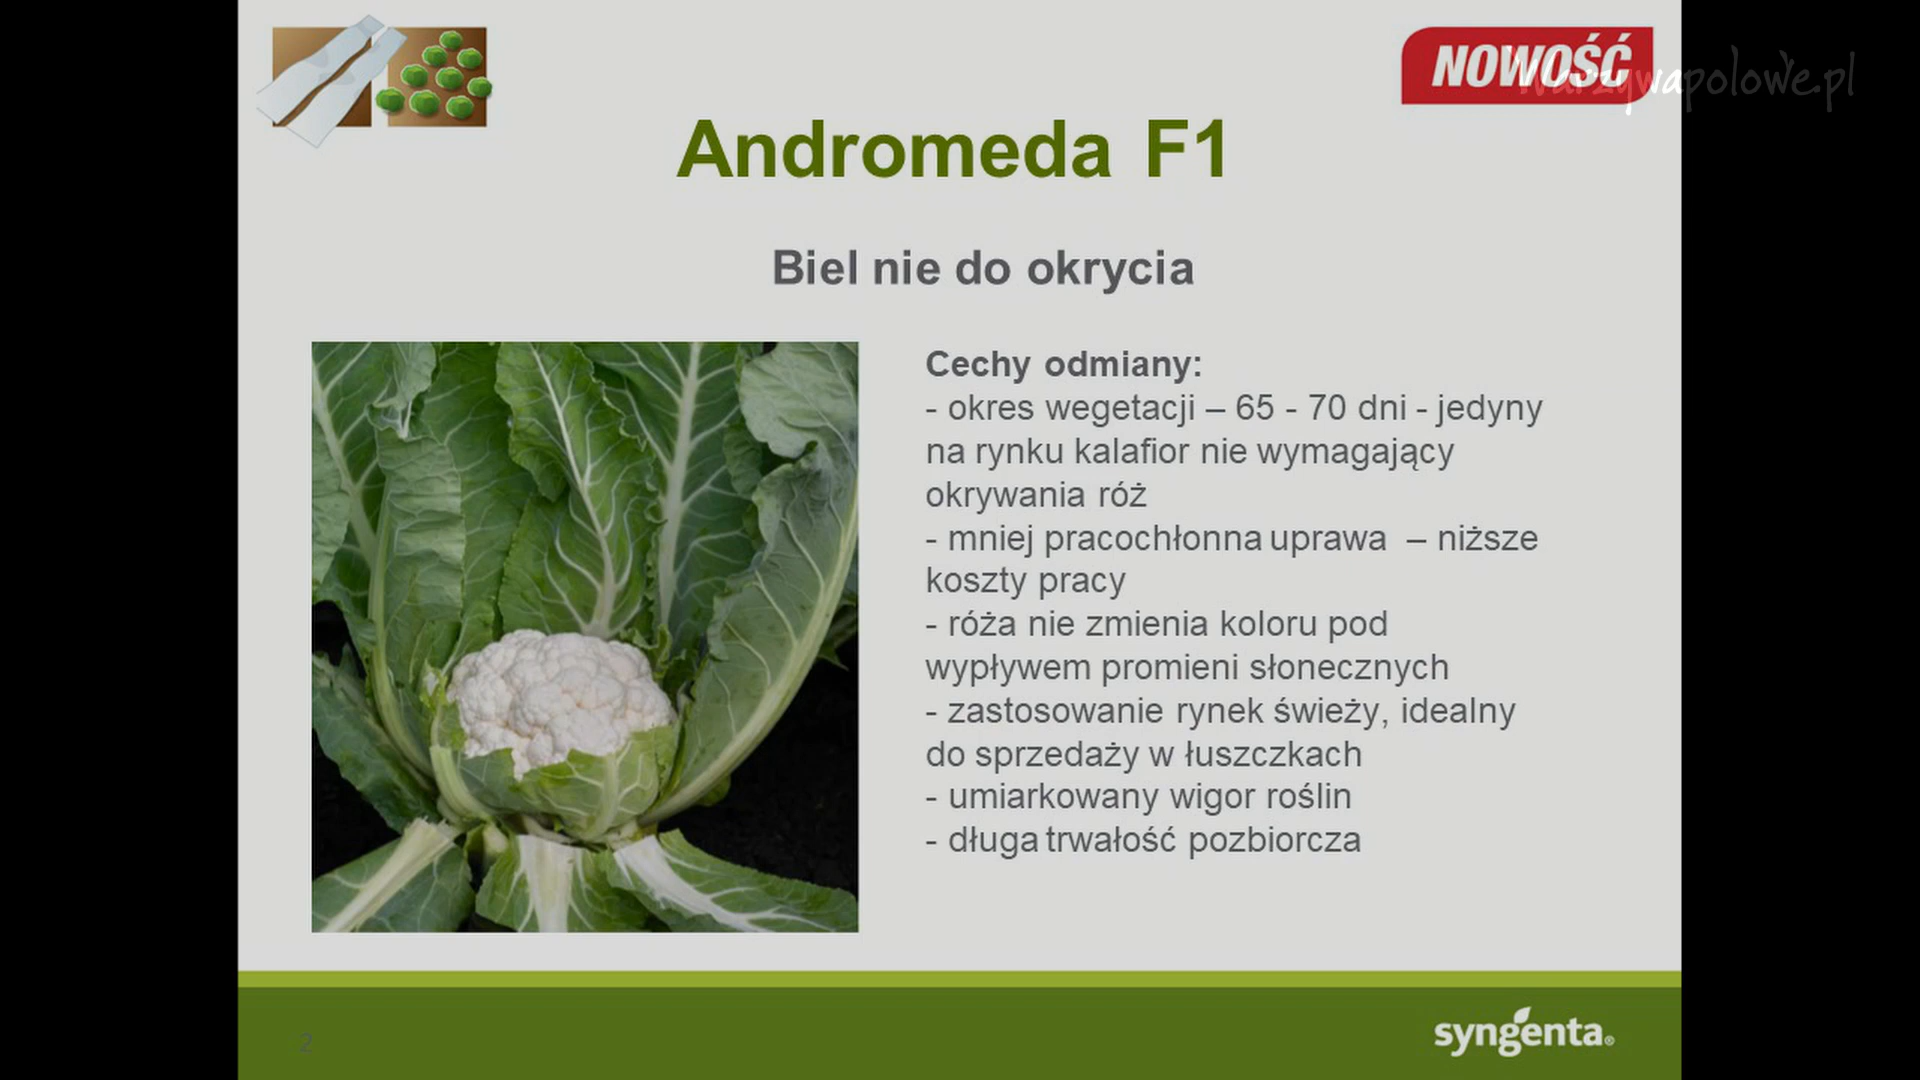 NOWOŚĆ
Warzywapolowe.pl
Andromeda F1
Biel nie do okrycia
Cechy odmiany:
- okres wegetacji – 65 - 70 dni - jedyny
na rynku kalafior nie wymagający
okrywania róż
- mniej pracochłonna uprawa – niższe
koszty pracy
- róża nie zmienia koloru pod
wypływem promieni słonecznych
- zastosowanie rynek świeży, idealny
do sprzedaży w łuszczkach
- umiarkowany wigor roślin
- długa trwałość pozbiorcza
2
syngenta®